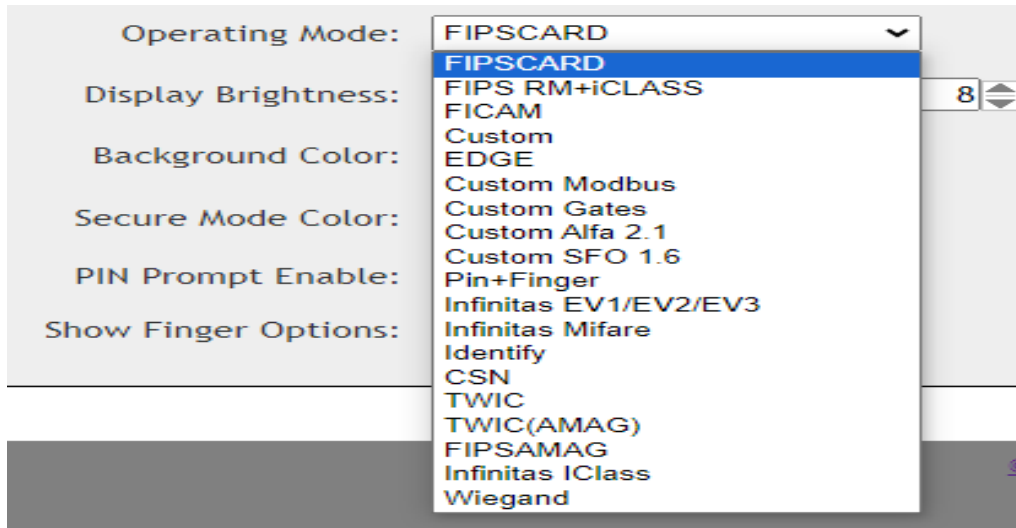 Operating Mode: FIPSCARD
FIPSCARD
Display Brightness: 8
FIPS RM+iCLASS
FICAM
Custom
Background Color:
EDGE
Custom Modbus
Secure Mode Color:
Custom Gates
Custom Alfa 2.1
Custom SFO 1.6
PIN Prompt Enable:
Pin+Finger
Infinitas EV1/EV2/EV3
Show Finger Options:
Infinitas Mifare
Identify
CSN
TWIC
TWIC(AMAG)
FIPSAMAG
Infinitas IClass
Wiegand